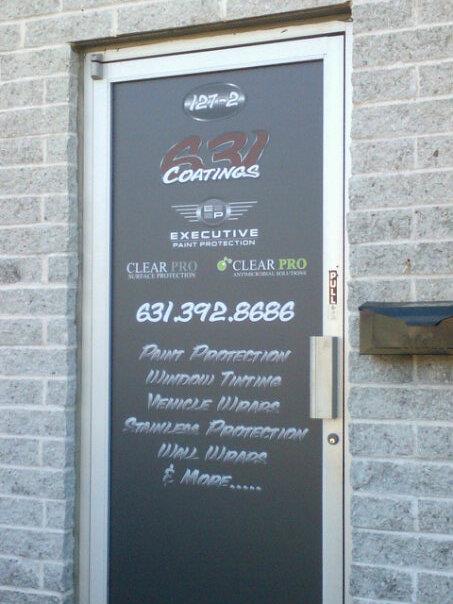 127-2
631
COATINGS
EP
EXECUTIVE
PAINT PROTECTION
CLEAR PRO
SURFACE PROTECTION
CLEAR PRO
ANTIMICROBIAL SOLUTIONS
PULL
631.392.8686
PAINT PROTECTION
WINDOW TINTING
VEHICLE WRAPS
STAINLESS PROTECTION
WALL WRAPS
& MORE.....